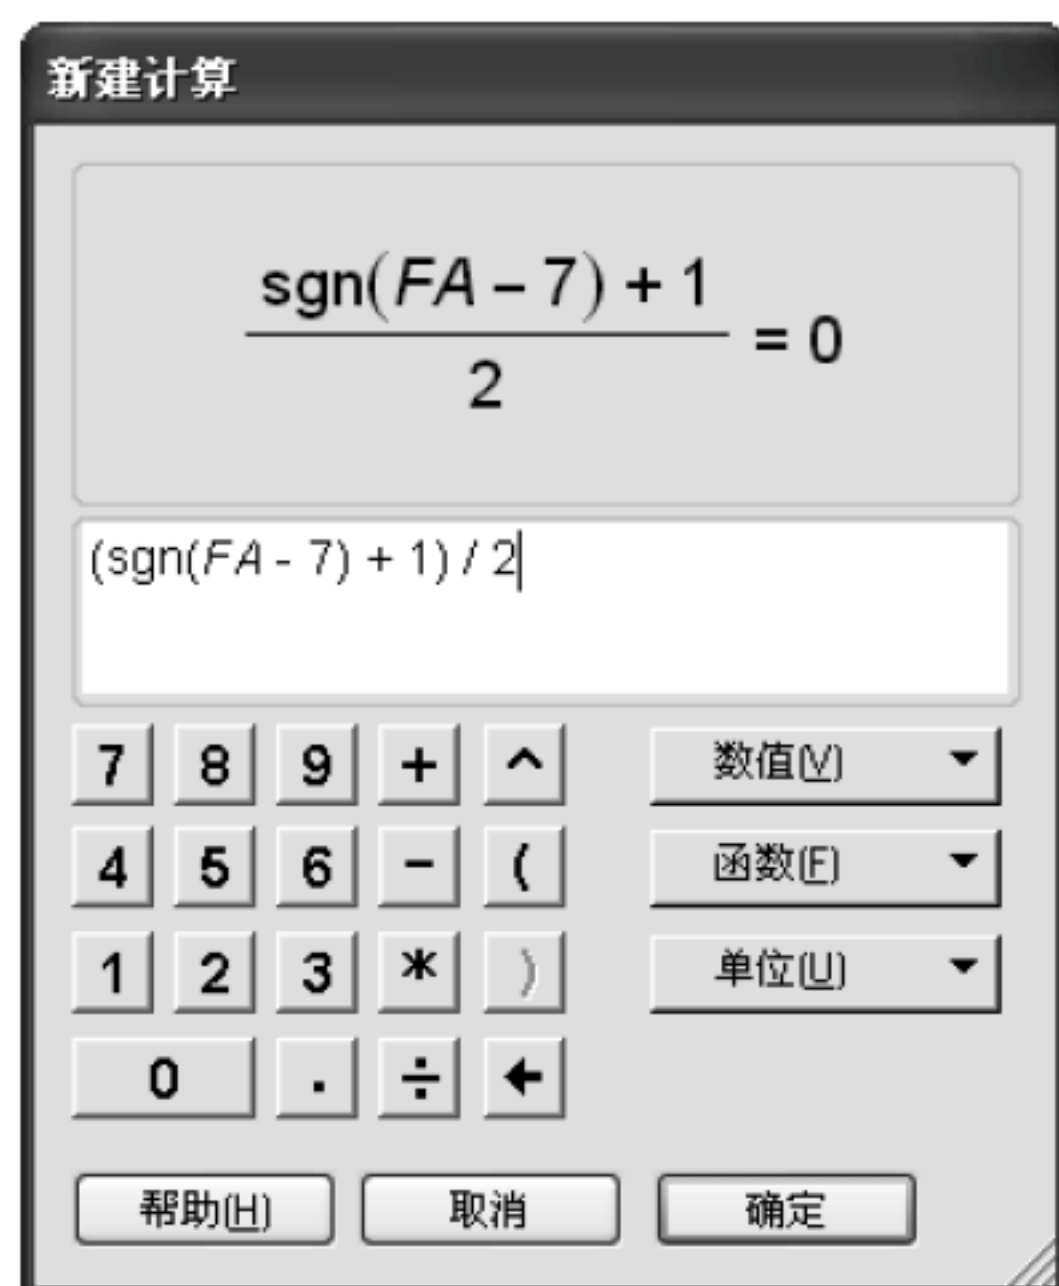 新建计算
sgn(FA – 7) + 1
2
= 0
(sgn(FA - 7) + 1) / 2
7 8 9 + ^ 数值(V)
4 5 6 - ( 函数(F)
1 2 3 * ) 单位(U)
0 . ÷ ←
帮助(H) 取消 确定